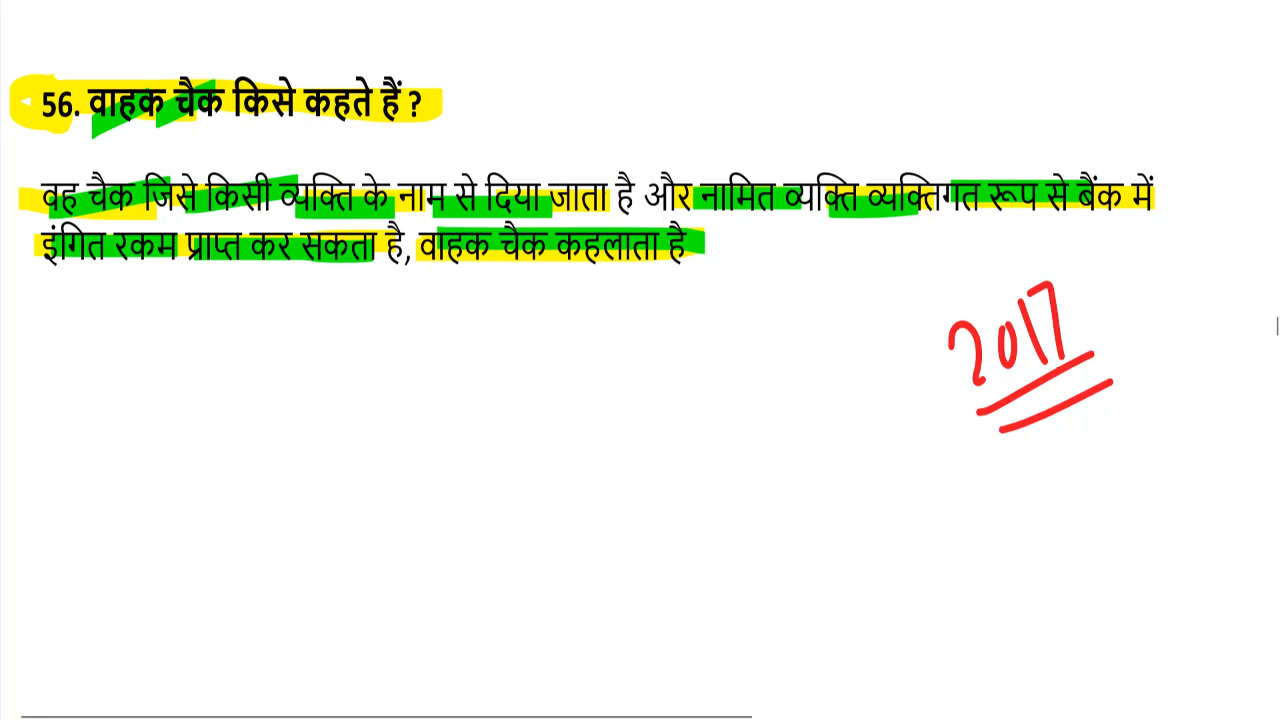 56. वाहक चैक किसे कहते हैं ?
वह चैक जिसे किसी व्यक्ति के नाम से दिया जाता है और नामित व्यक्ति व्यक्तिगत रूप से बैंक में
इंगित रकम प्राप्त कर सकता है, वाहक चैक कहलाता है
2017